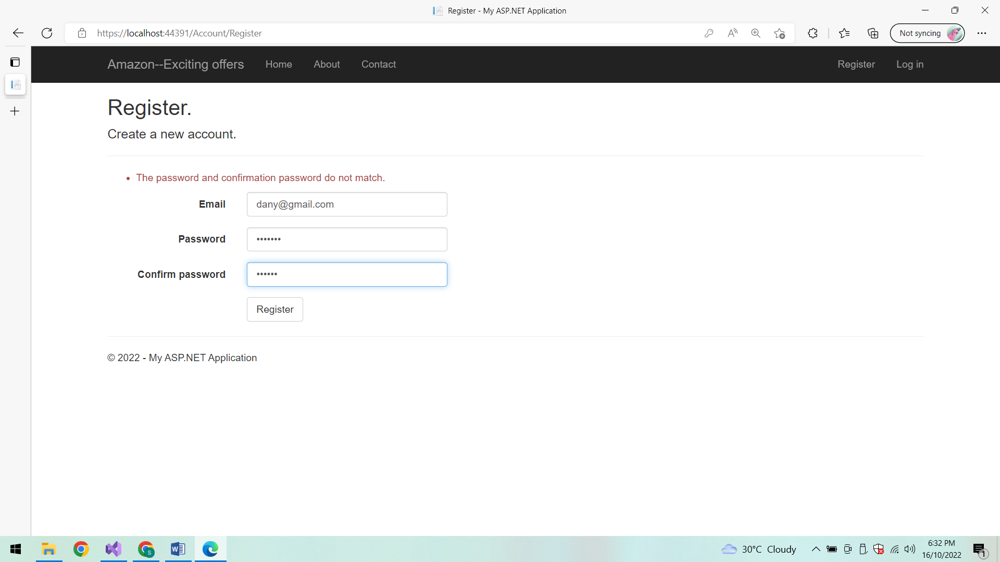 Register - My ASP.NET Application
https://localhost:44391/Account/Register
Not syncing
Amazon--Exciting offers Home About Contact Register Log in
Register.
Create a new account.
• The password and confirmation password do not match.
Email dany@gmail.com
Password •••••••
Confirm password ••••••
Register
© 2022 - My ASP.NET Application
30°C Cloudy
6:32 PM
16/10/2022
1